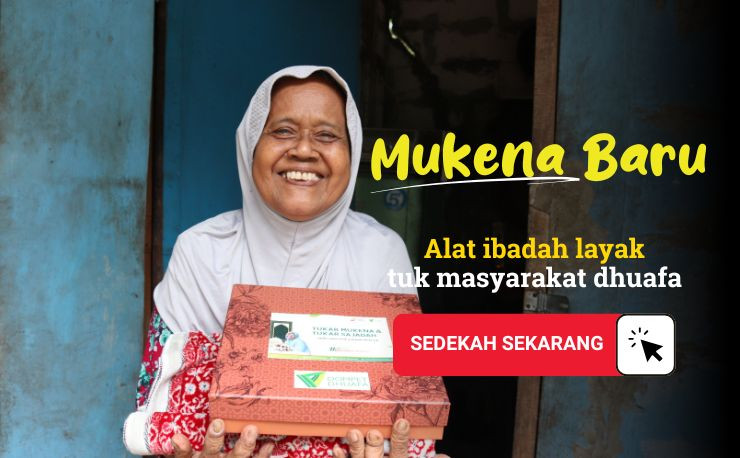 Mukena Baru
Alat ibadah layak
tuk masyarakat dhuafa
SEDEKAH SEKARANG
TUKAR MUKENA &
TUKAR SAJADAH
DOMPET
DHUAFA